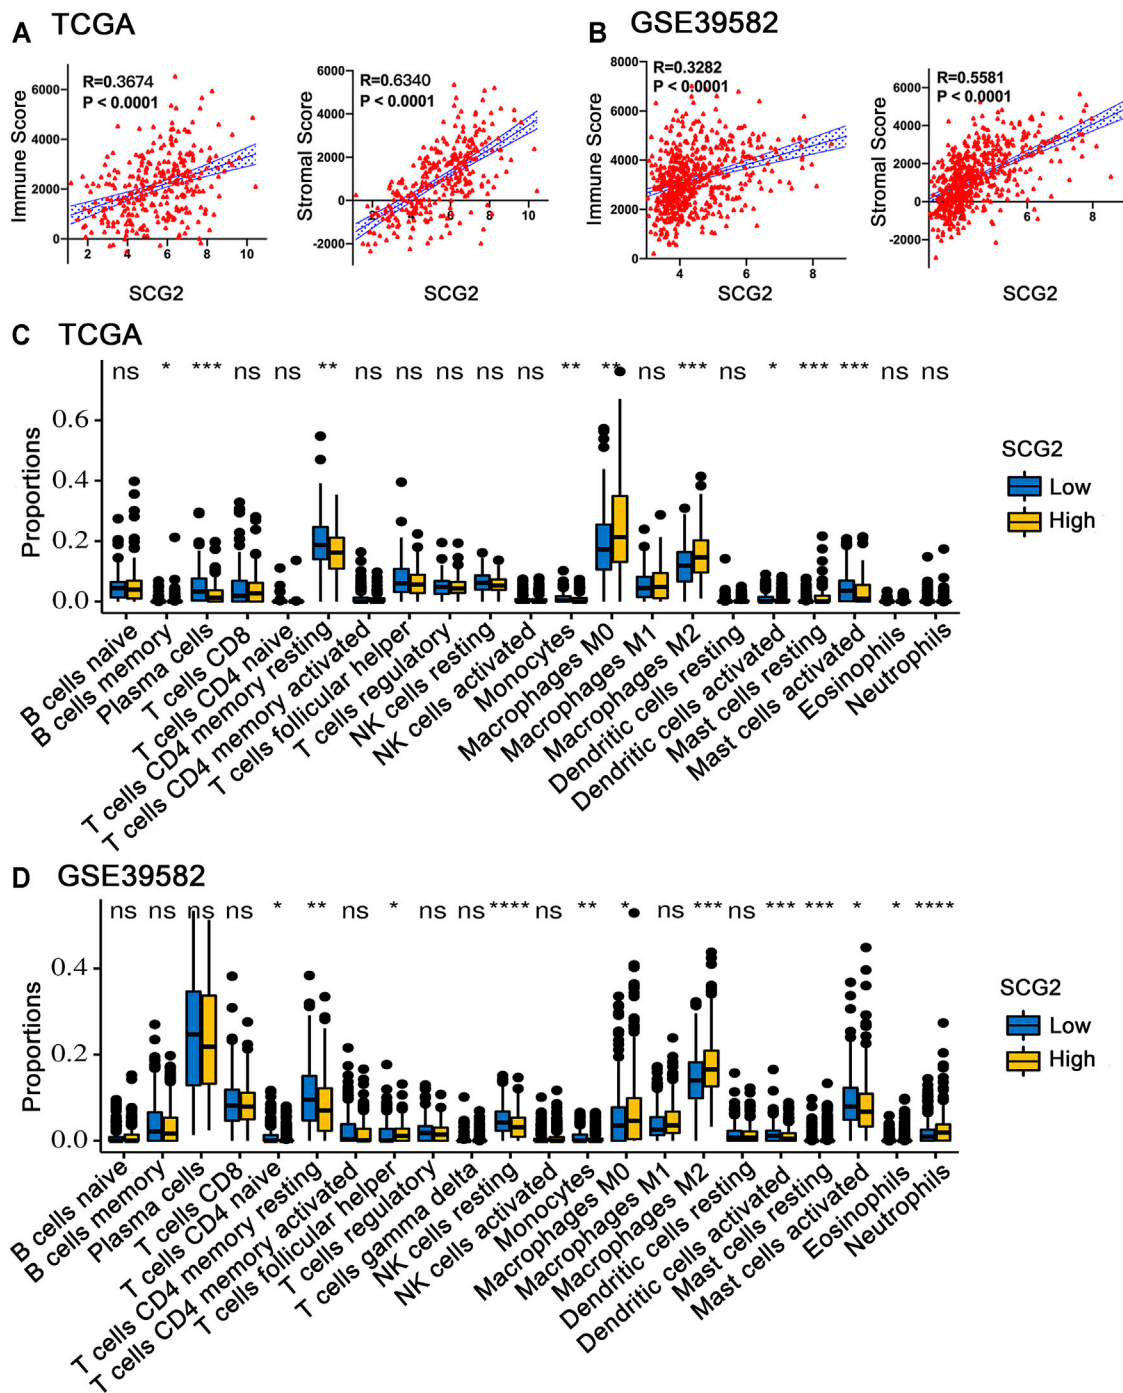 A TCGA
B GSE39582
R=0.3674
P < 0.0001
Immune Score
6000
4000
2000
0
2 4 6 8 10
SCG2
R=0.6340
P < 0.0001
Stromal Score
6000
4000
2000
0
-2000
2 4 6 8 10
SCG2
R=0.3282
P < 0.0001
Immune Score
8000
6000
4000
2000
0
4 6 8
SCG2
R=0.5581
P < 0.0001
Stromal Score
6000
4000
2000
0
-2000
6 8
SCG2
C TCGA
ns * *** ns ns ** ns ns ns ns ns ** ** ns *** ns * *** *** ns ns
Proportions
0.6
0.4
0.2
0.0
B cells naive
B cells memory
Plasma cells
T cells CD8
T cells CD4 naive
T cells CD4 memory resting
T cells CD4 memory activated
T cells follicular helper
T cells regulatory
NK cells resting
NK cells activated
Monocytes
Macrophages M0
Macrophages M1
Macrophages M2
Dendritic cells resting
Dendritic cells activated
Mast cells resting
Mast cells activated
Eosinophils
Neutrophils
SCG2
Low
High
D GSE39582
ns ns ns ns * ** ns * ns ns **** ns ** * ns *** ns *** *** * * ****
Proportions
0.4
0.2
0.0
B cells naive
B cells memory
Plasma cells
T cells CD8
T cells CD4 naive
T cells CD4 memory resting
T cells CD4 memory activated
T cells follicular helper
T cells regulatory
T cells gamma delta
NK cells resting
NK cells activated
Monocytes
Macrophages M0
Macrophages M1
Macrophages M2
Dendritic cells resting
Dendritic cells activated
Mast cells resting
Mast cells activated
Eosinophils
Neutrophils
SCG2
Low
High